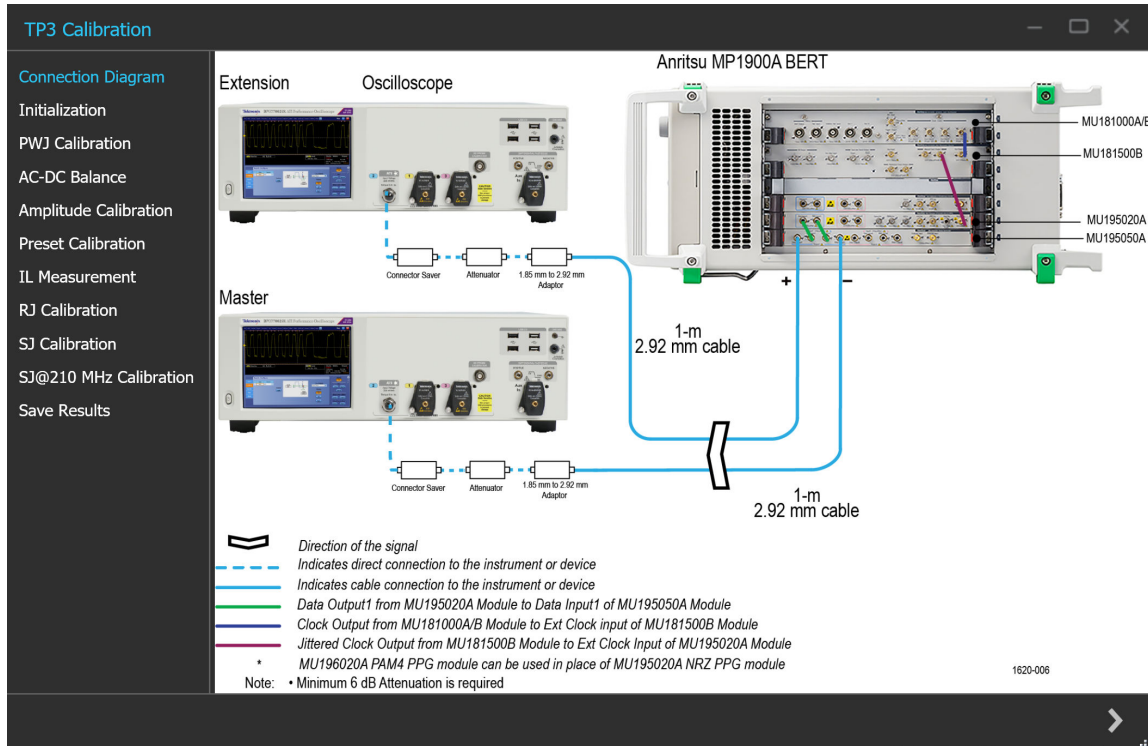 TP3 Calibration
Connection Diagram
Initialization
PWJ Calibration
AC-DC Balance
Amplitude Calibration
Preset Calibration
IL Measurement
RJ Calibration
SJ Calibration
SJ@210 MHz Calibration
Save Results
Anritsu MP1900A BERT
Extension
Oscilloscope
MU181000A/B
MU181500B
MU195020A
MU195050A
Connector Saver
Attenuator
1.85 mm to 2.92 mm
Adaptor
Master
+
–
1-m
2.92 mm cable
Connector Saver
Attenuator
1.85 mm to 2.92 mm
Adaptor
1-m
2.92 mm cable
Direction of the signal
Indicates direct connection to the instrument or device
Indicates cable connection to the instrument or device
Data Output1 from MU195020A Module to Data Input1 of MU195050A Module
Clock Output from MU181000A/B Module to Ext Clock input of MU181500B Module
Jittered Clock Output from MU181500B Module to Ext Clock Input of MU195020A Module
* MU196020A PAM4 PPG module can be used in place of MU195020A NRZ PPG module
Note: • Minimum 6 dB Attenuation is required
1620-006